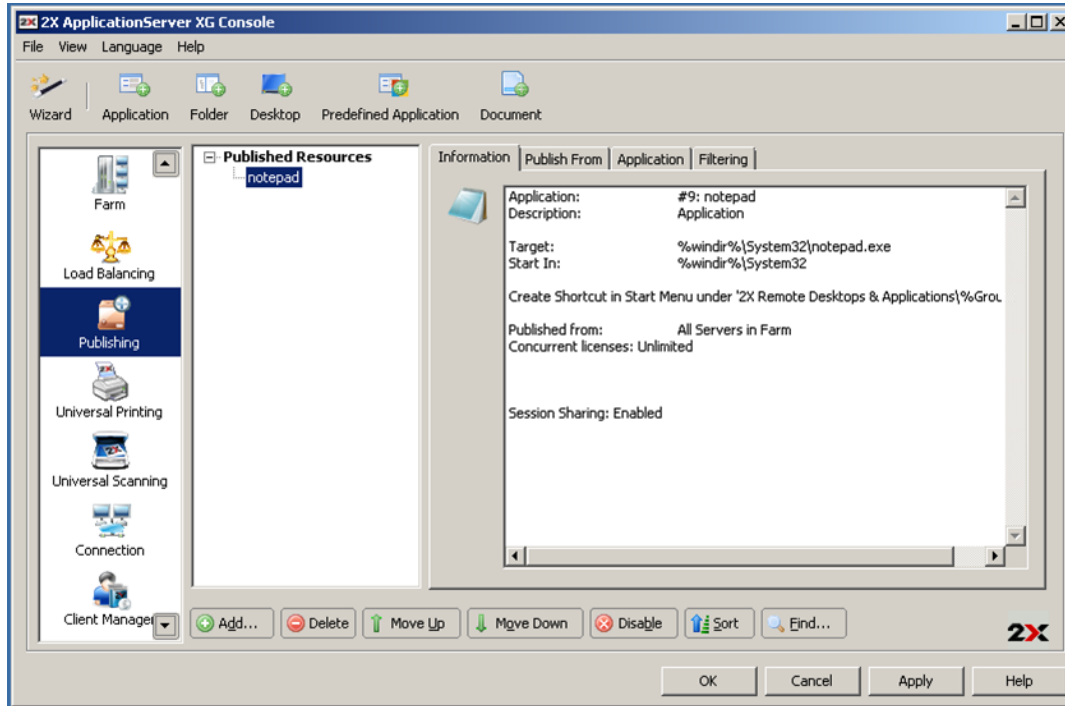 2X ApplicationServer XG Console
File View Language Help
Wizard Application Folder Desktop Predefined Application Document
Farm
Load Balancing
Publishing
Universal Printing
Universal Scanning
Connection
Client Manager
Published Resources
notepad
Information Publish From Application Filtering
Application: #9: notepad
Description: Application
Target: %windir%\System32\notepad.exe
Start In: %windir%\System32
Create Shortcut in Start Menu under '2X Remote Desktops & Applications\%Grou
Published from: All Servers in Farm
Concurrent licenses: Unlimited
Session Sharing: Enabled
Add... Delete Move Up Move Down Disable Sort Find...
2X
OK Cancel Apply Help